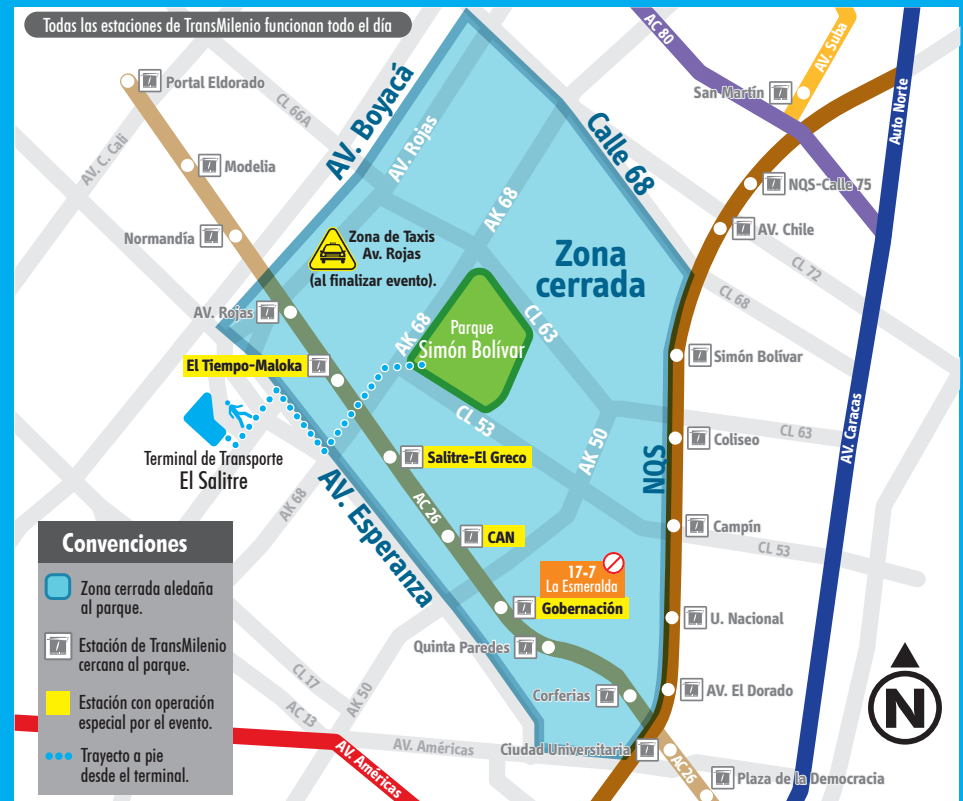 Todas las estaciones de TransMilenio funcionan todo el día
AC 80
AV. Suba
Auto Norte
Portal Eldorado
San Martín
CL 66A
AV. Boyacá
Calle 68
AV. C. Cali
AV. Rojas
Modelia
NQS-Calle 75
AK 68
Normandía
Zona de Taxis
Av. Rojas
(al finalizar evento).
Zona
cerrada
AV. Chile
CL 72
CL 68
AV. Rojas
AK 68
Parque
Simón Bolívar
CL 63
Simón Bolívar
El Tiempo-Maloka
CL 53
AK 50
CL 63
Coliseo
AV. Caracas
Terminal de Transporte
El Salitre
Salitre-El Greco
NQS
AK 68
AC 26
AV. Esperanza
CAN
Campín
CL 53
17-7
La Esmeralda
Gobernación
U. Nacional
Quinta Paredes
CL 17
AK 50
AC 13
Corferias
AV. El Dorado
N
AV. Américas
AV. Américas
Ciudad Universitaria
AC26
Plaza de la Democracia
Convenciones
Zona cerrada aledaña
al parque.
Estación de TransMilenio
cercana al parque.
Estación con operación
especial por el evento.
Trayecto a pie
desde el terminal.